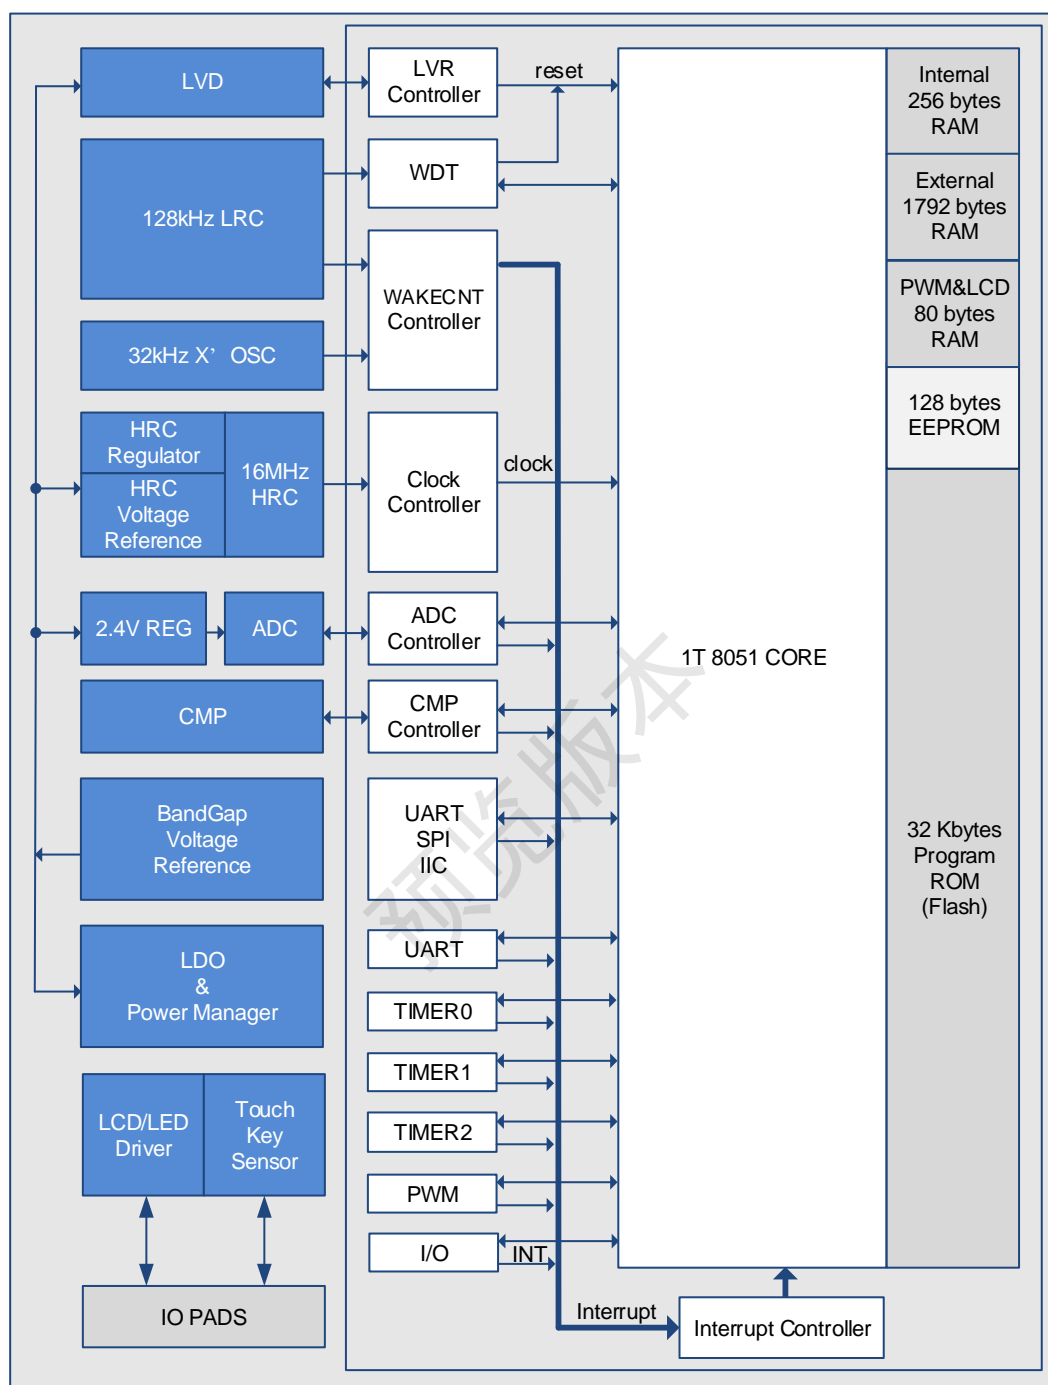 LVD
LVR
Controller
reset
Internal
256 bytes
RAM
128kHz LRC
WDT
External
1792 bytes
RAM
WAKECNT
Controller
32kHz X’ OSC
PWM&LCD
80 bytes
RAM
128 bytes
EEPROM
HRC
Regulator
HRC
Voltage
Reference
16MHz
HRC
Clock
Controller
clock
2.4V REG
ADC
ADC
Controller
1T 8051 CORE
CMP
CMP
Controller
BandGap
Voltage
Reference
UART
SPI
IIC
32 Kbytes
Program
ROM
(Flash)
预览版本
LDO
&
Power Manager
UART
TIMER0
TIMER1
TIMER2
PWM
I/O
INT
LCD/LED
Driver
Touch
Key
Sensor
IO PADS
Interrupt
Interrupt Controller